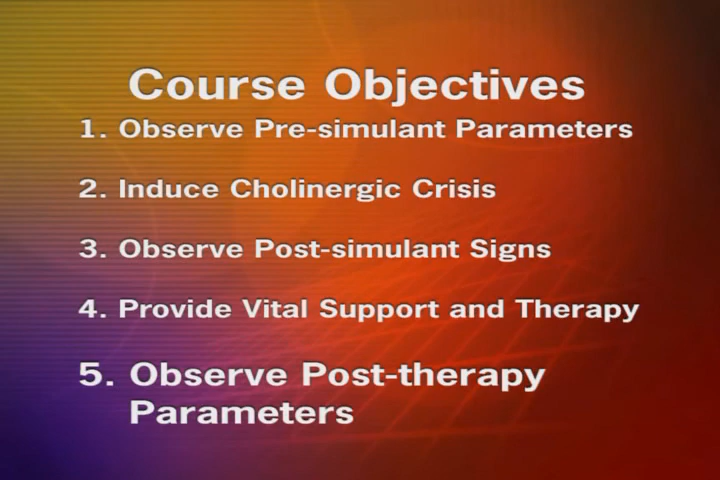 Course Objectives
1. Observe Pre-simulant Parameters
2. Induce Cholinergic Crisis
3. Observe Post-simulant Signs
4. Provide Vital Support and Therapy
5. Observe Post-therapy
Parameters